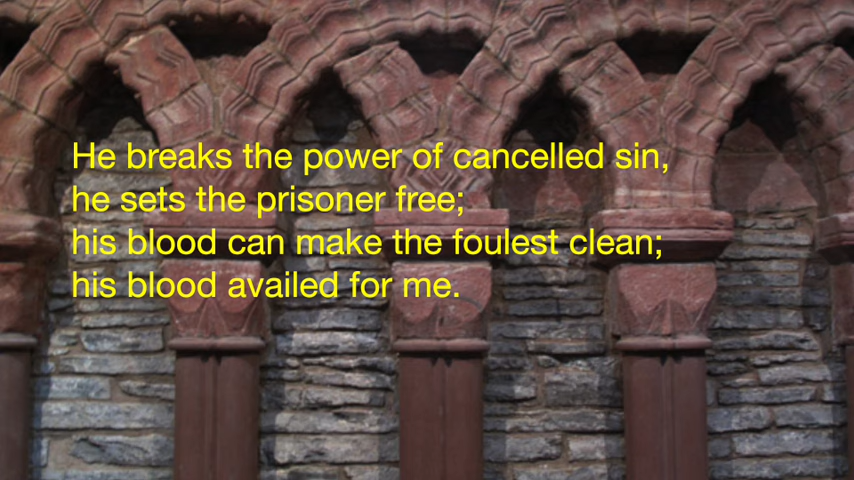 He breaks the power of cancelled sin,
he sets the prisoner free;
his blood can make the foulest clean;
his blood availed for me.